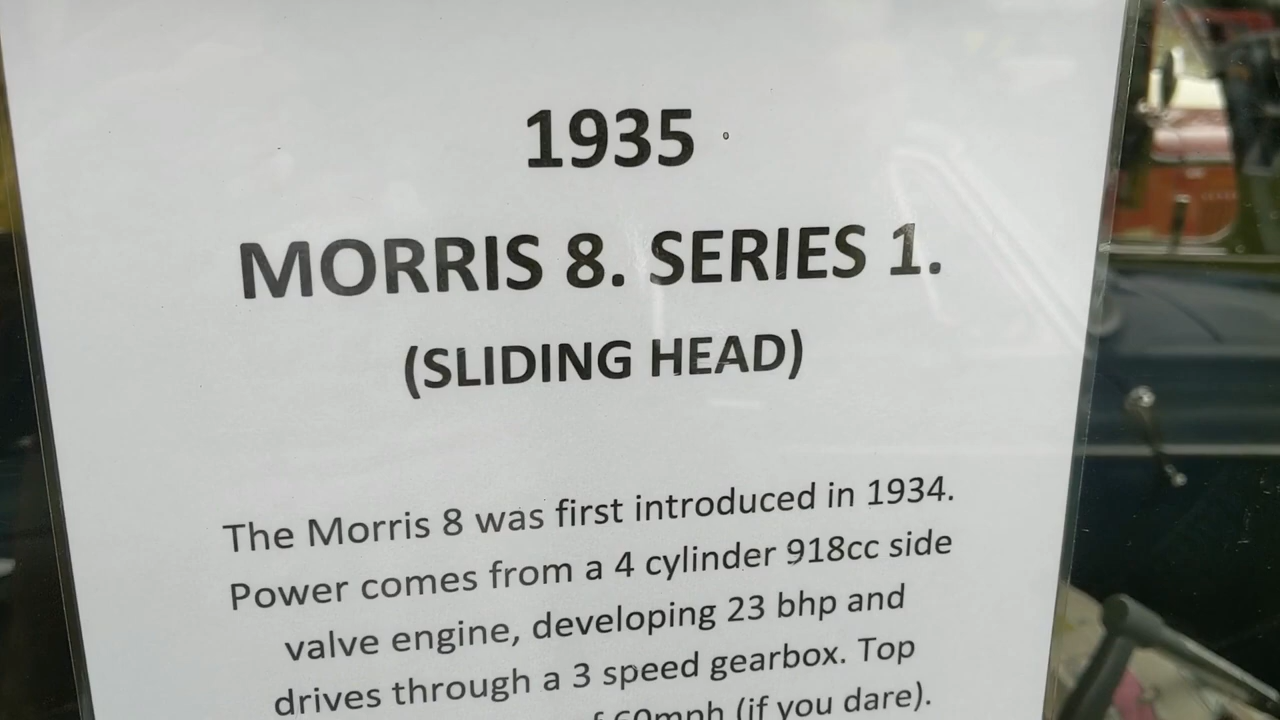 1935
MORRIS 8. SERIES 1.
(SLIDING HEAD)
The Morris 8 was first introduced in 1934.
Power comes from a 4 cylinder 918cc side
valve engine, developing 23 bhp and
drives through a 3 speed gearbox. Top
60mph (if you dare).